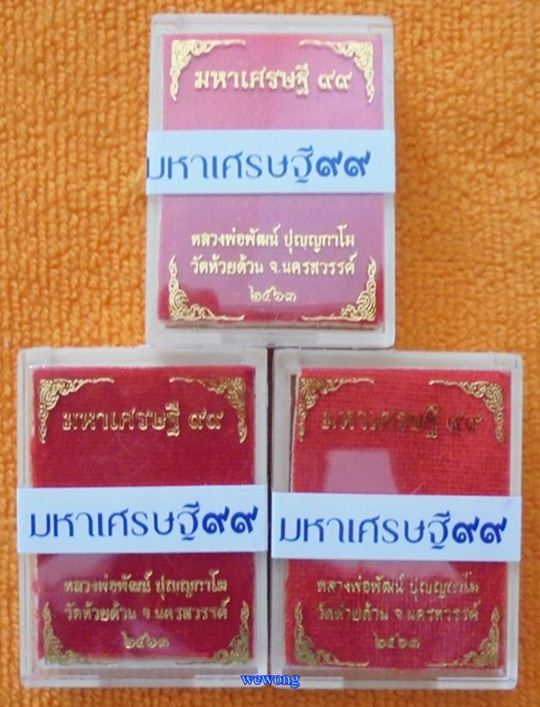 มหาเศรษฐี ๙๙
มหาเศรษฐี๙๙
หลวงพ่อพัฒน์ ปุญฺญกาโม
วัดห้วยด้วน จ.นครสวรรค์
๒๕๖๓
มหาเศรษฐี ๙๙
มหาเศรษฐี๙๙
หลวงพ่อพัฒน์ ปุญฺญกาโม
วัดห้วยด้วน จ.นครสวรรค์
๒๕๖๓
มหาเศรษฐี ๙๙
มหาเศรษฐี๙๙
หลวงพ่อพัฒน์ ปุญฺญกาโม
วัดห้วยด้วน จ.นครสวรรค์
๒๕๖๓
wewong